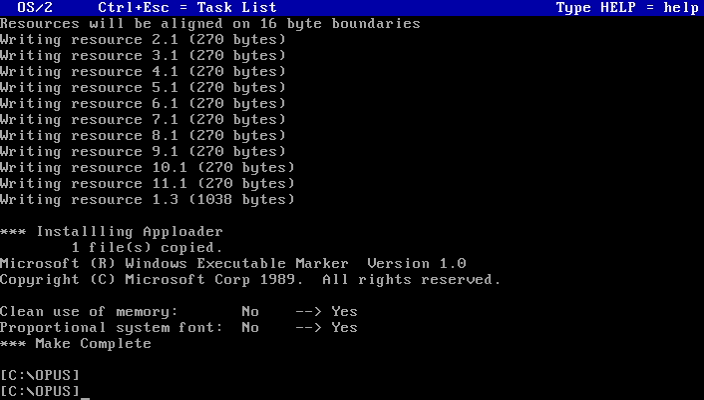 OS/2 Ctrl+Esc = Task List Type HELP = help
Resources will be aligned on 16 byte boundaries
Writing resource 2.1 (270 bytes)
Writing resource 3.1 (270 bytes)
Writing resource 4.1 (270 bytes)
Writing resource 5.1 (270 bytes)
Writing resource 6.1 (270 bytes)
Writing resource 7.1 (270 bytes)
Writing resource 8.1 (270 bytes)
Writing resource 9.1 (270 bytes)
Writing resource 10.1 (270 bytes)
Writing resource 11.1 (270 bytes)
Writing resource 1.3 (1038 bytes)
*** Installling Apploader
1 file(s) copied.
Microsoft (R) Windows Executable Marker Version 1.0
Copyright (C) Microsoft Corp 1989. All rights reserved.
Clean use of memory: No --> Yes
Proportional system font: No --> Yes
*** Make Complete
[C:\OPUS]
[C:\OPUS]_